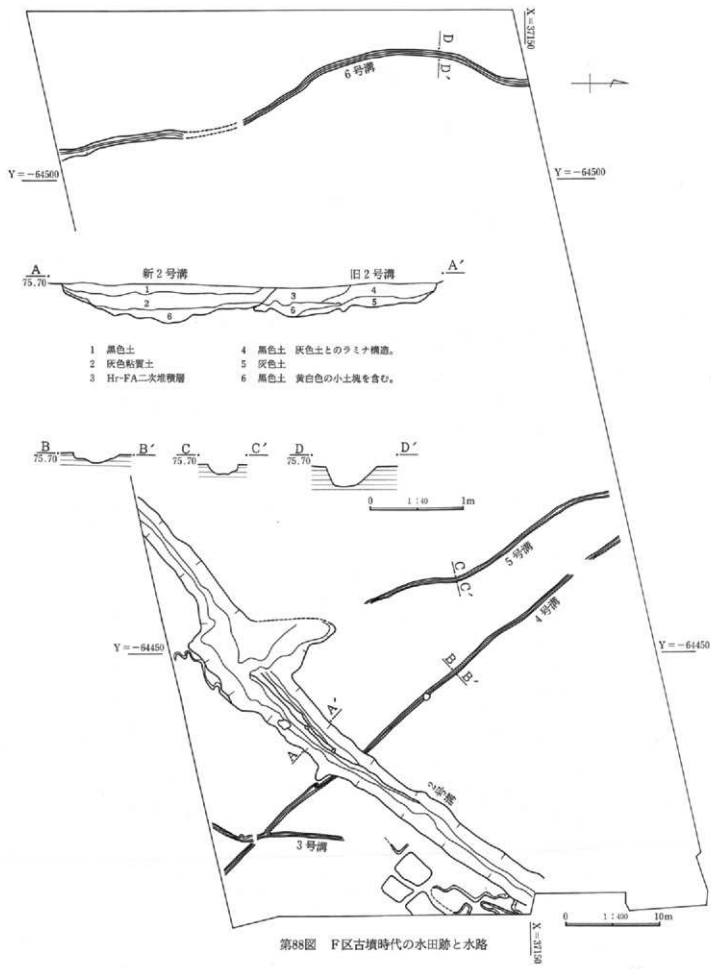 X=37150
D
D´
6号溝
Y=-64500
Y=-64500
A
75.70
新2号溝
旧2号溝
A´
1
2
6
3
6
4
5
1 黒色土
2 灰色粘質土
3 Hr-FA二次堆積層
4 黒色土 灰色土とのラミナ構造。
5 灰色土
6 黒色土 黄白色の小土塊を含む。
B
75.70
B´
C
75.70
C´
D
75.70
D´
0 1:40 1m
C
C´
5号溝
4号溝
B
B´
Y=-64450
Y=-64450
A´
A
2号溝
3号溝
0 1:400 10m
X=37150
第88図 F区古墳時代の水田跡と水路